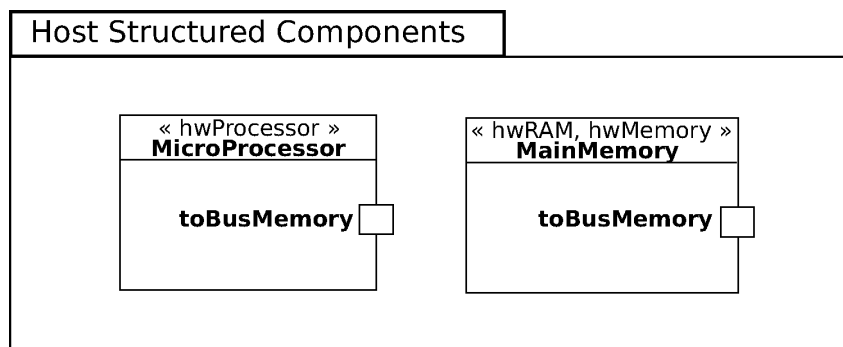 Host Structured Components
« hwProcessor »
MicroProcessor
toBusMemory
« hwRAM, hwMemory »
MainMemory
toBusMemory